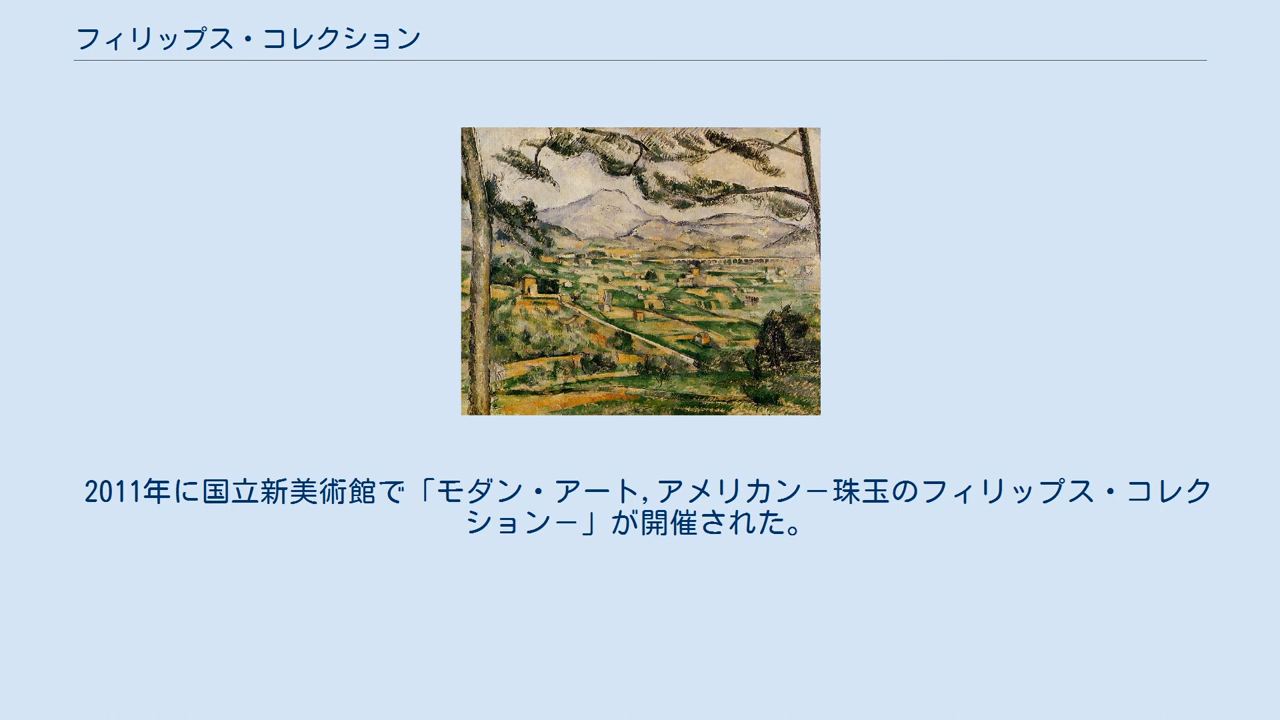 フィリップス・コレクション
2011年に国立新美術館で「モダン・アート,アメリカン－珠玉のフィリップス・コレク
ション－」が開催された。